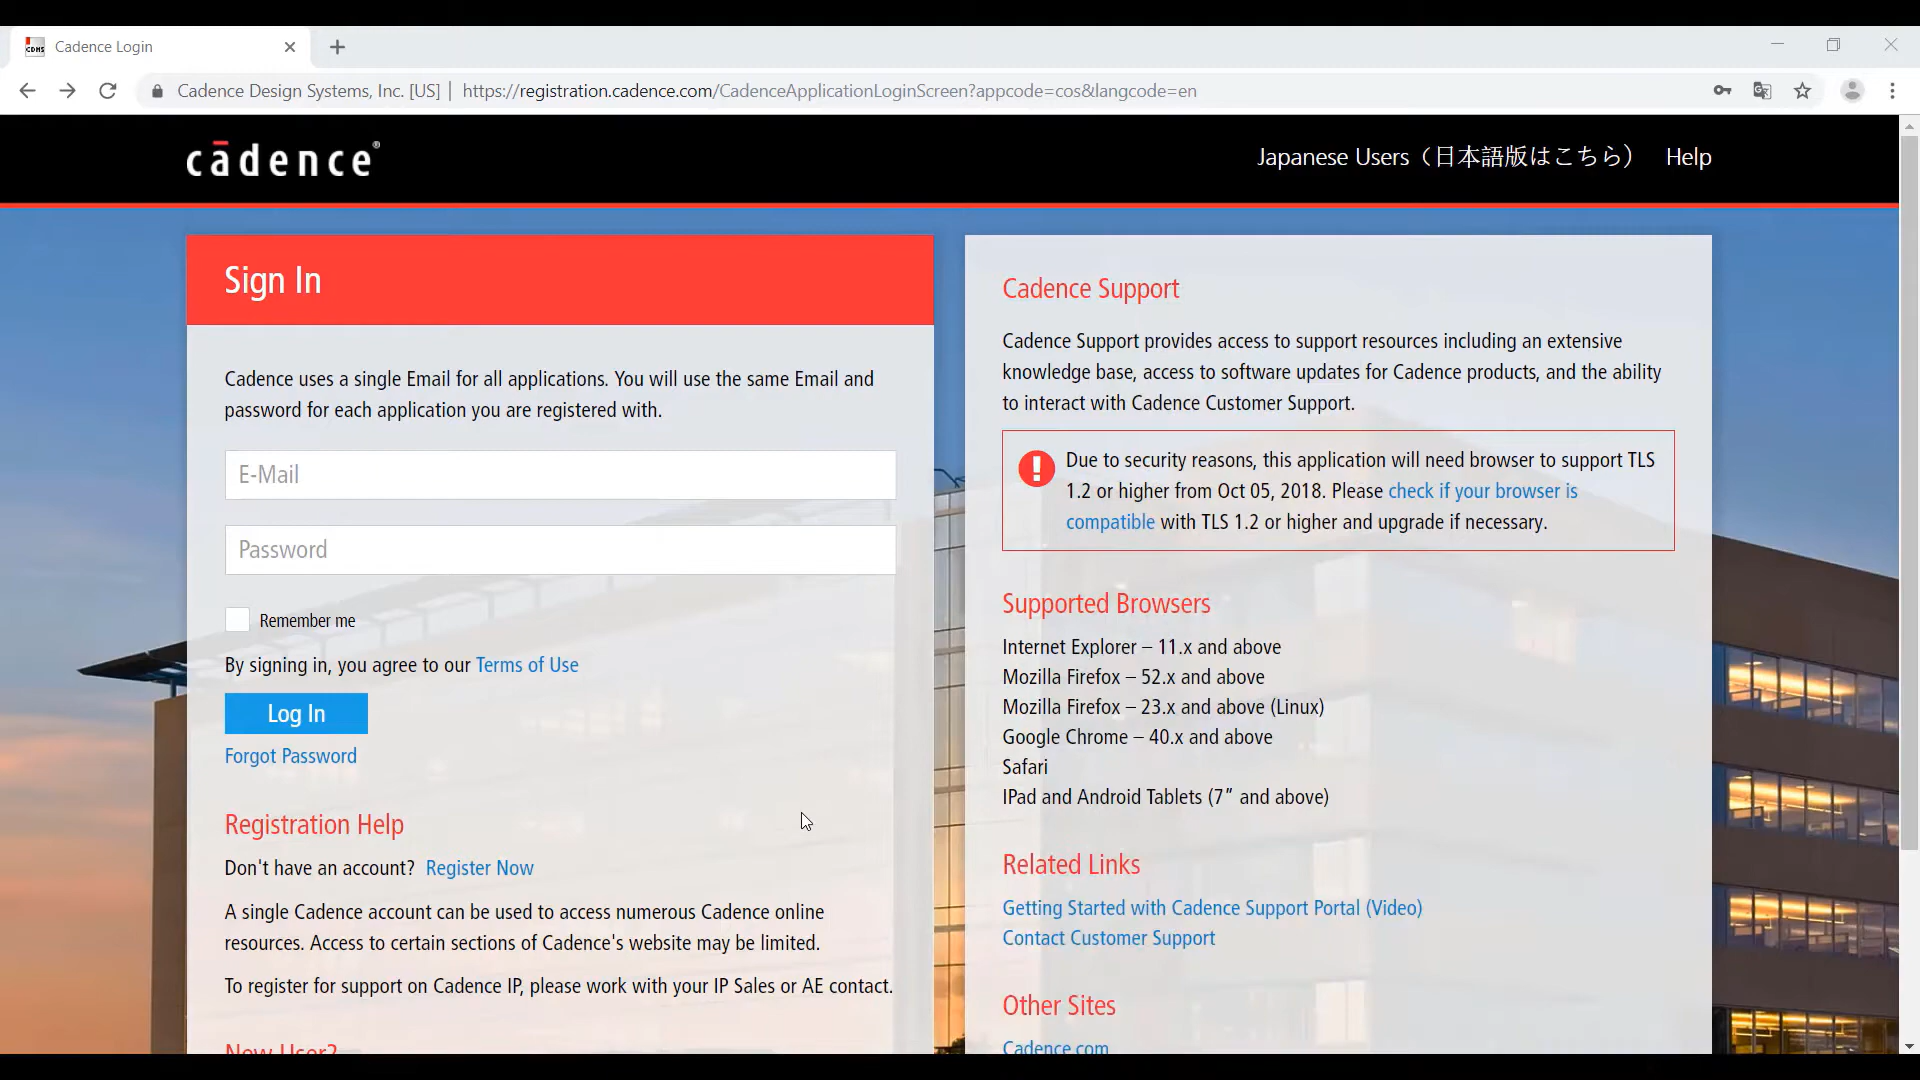 CDMS
Cadence Login
Cadence Design Systems, Inc. [US] | https://registration.cadence.com/CadenceApplicationLoginScreen?appcode=cos&langcode=en
cādence®
Japanese Users（日本語版はこちら）
Help
Sign In
Cadence uses a single Email for all applications. You will use the same Email and
password for each application you are registered with.
E-Mail
Password
Remember me
By signing in, you agree to our Terms of Use
Log In
Forgot Password
Registration Help
Don't have an account? Register Now
A single Cadence account can be used to access numerous Cadence online
resources. Access to certain sections of Cadence's website may be limited.
To register for support on Cadence IP, please work with your IP Sales or AE contact.
New User?
Cadence Support
Cadence Support provides access to support resources including an extensive
knowledge base, access to software updates for Cadence products, and the ability
to interact with Cadence Customer Support.
Due to security reasons, this application will need browser to support TLS
1.2 or higher from Oct 05, 2018. Please check if your browser is
compatible with TLS 1.2 or higher and upgrade if necessary.
Supported Browsers
Internet Explorer – 11.x and above
Mozilla Firefox – 52.x and above
Mozilla Firefox – 23.x and above (Linux)
Google Chrome – 40.x and above
Safari
IPad and Android Tablets (7” and above)
Related Links
Getting Started with Cadence Support Portal (Video)
Contact Customer Support
Other Sites
Cadence.com